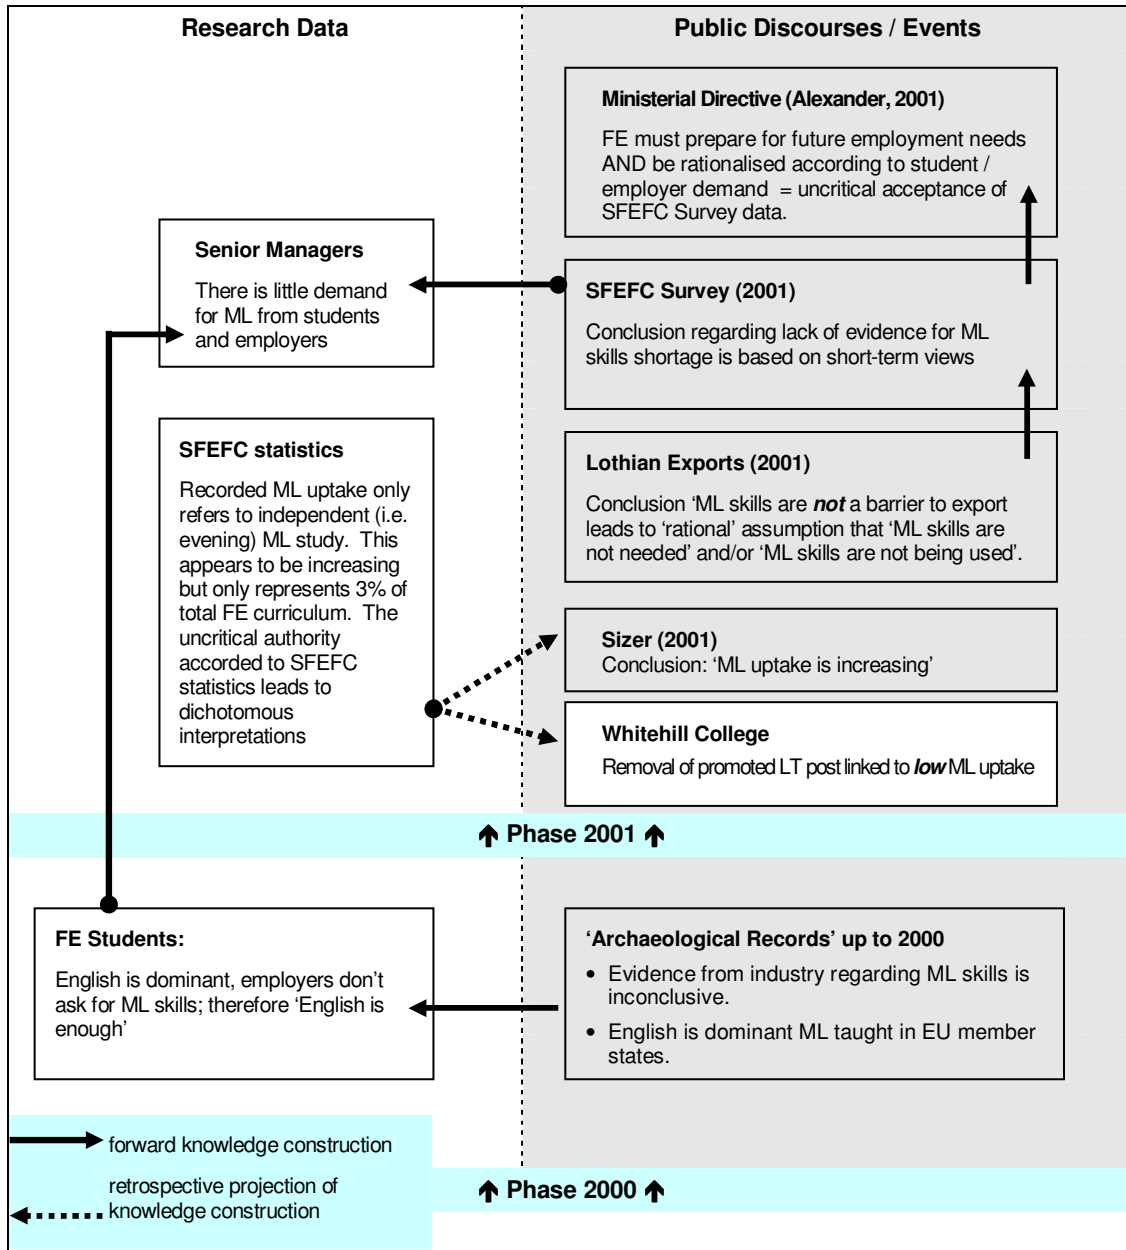 Research Data
Public Discourses / Events
Ministerial Directive (Alexander, 2001)
FE must prepare for future employment needs
AND be rationalised according to student /
employer demand = uncritical acceptance of
SFEFC Survey data.
Senior Managers
There is little demand
for ML from students
and employers
SFEFC Survey (2001)
Conclusion regarding lack of evidence for ML
skills shortage is based on short-term views
SFEFC statistics
Recorded ML uptake only
refers to independent (i.e.
evening) ML study. This
appears to be increasing
but only represents 3% of
total FE curriculum. The
uncritical authority
accorded to SFEFC
statistics leads to
dichotomous
interpretations
Lothian Exports (2001)
Conclusion ‘ML skills are not a barrier to export
leads to ‘rational’ assumption that ‘ML skills are
not needed’ and/or ‘ML skills are not being used’.
Sizer (2001)
Conclusion: ‘ML uptake is increasing’
Whitehill College
Removal of promoted LT post linked to low ML uptake
Phase 2001
FE Students:
English is dominant, employers don’t
ask for ML skills; therefore ‘English is
enough’
‘Archaeological Records’ up to 2000
• Evidence from industry regarding ML skills is
inconclusive.
• English is dominant ML taught in EU member
states.
forward knowledge construction
retrospective projection of
knowledge construction
Phase 2000